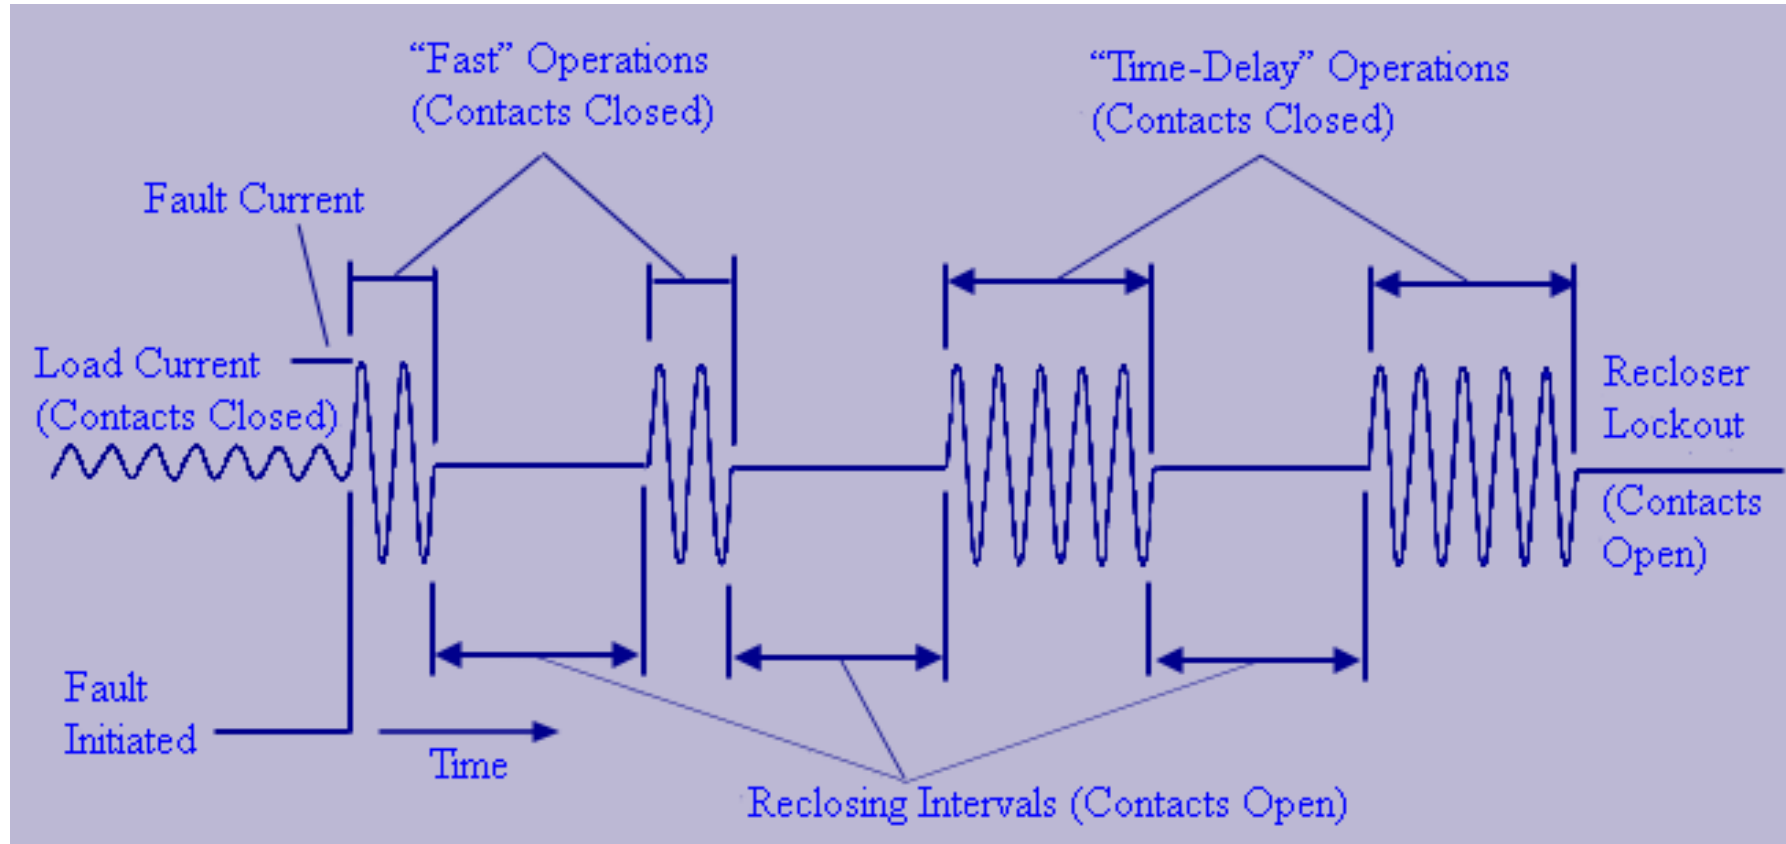 “Fast” Operations
(Contacts Closed)
“Time-Delay” Operations
(Contacts Closed)
Fault Current
Load Current
(Contacts Closed)
Recloser
Lockout
(Contacts
Open)
Fault
Initiated
Time
Reclosing Intervals (Contacts Open)